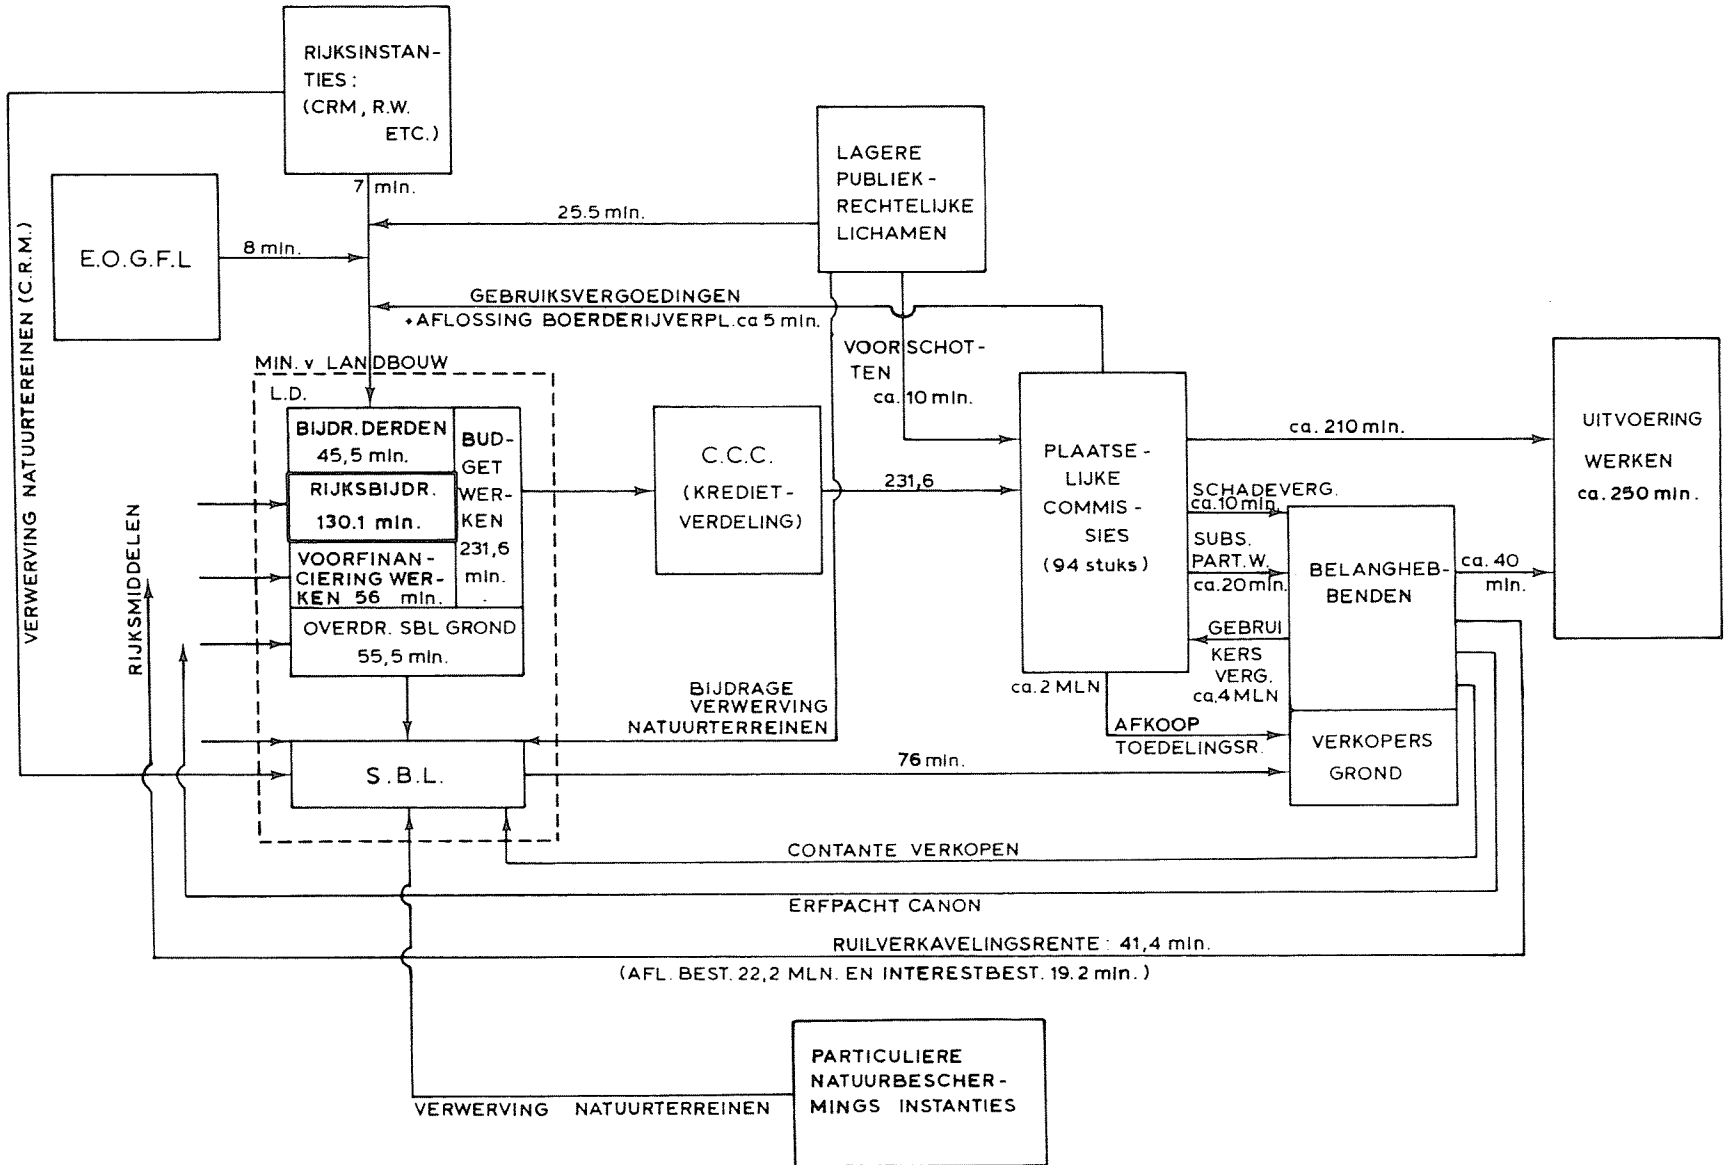 RIJKSINSTAN-
TIES:
(CRM, R.W.
ETC.)
7 mln.
LAGERE
PUBLIEK-
RECHTELIJKE
LICHAMEN
25.5 mln.
E.O.G.F.L
8 mln.
VERWERVING NATUURTEREINEN (C.R.M.)
GEBRUIKSVERGOEDINGEN
+AFLOSSING BOERDERIJVERPL. ca 5 mln.
VOORSCHOT-
TEN
ca. 10 mln.
MIN. v LANDBOUW
L.D.
BIJDR. DERDEN
45,5 mln.
RIJKSBIJDR.
130.1 mln.
VOORFINAN-
CIERING WER-
KEN 56 mln.
BUD-
GET
WER-
KEN
231,6
mln.
OVERDR. SBL GROND
55,5 mln.
RIJKSMIDDELEN
C.C.C.
(KREDIET-
VERDELING)
231,6
PLAATSE-
LIJKE
COMMIS-
SIES
(94 stuks)
ca. 210 mln.
UITVOERING
WERKEN
ca. 250 mln.
SCHADEVERG.
ca. 10 mln.
SUBS.
PART. W.
ca. 20 mln.
GEBRUI
KERS
VERG.
ca. 4 MLN
BELANGHEB-
BENDEN
ca. 40
mln.
ca. 2 MLN
AFKOOP
TOEDELINGSR.
VERKOPERS
GROND
BIJDRAGE
VERWERVING
NATUURTERREINEN
S.B.L.
76 mln.
CONTANTE VERKOPEN
ERFPACHT CANON
RUILVERKAVELINGSRENTE: 41,4 mln.
(AFL. BEST. 22,2 MLN. EN INTERESTBEST. 19.2 mln.)
PARTICULIERE
NATUURBESCHER-
MINGS INSTANTIES
VERWERVING NATUURTERREINEN